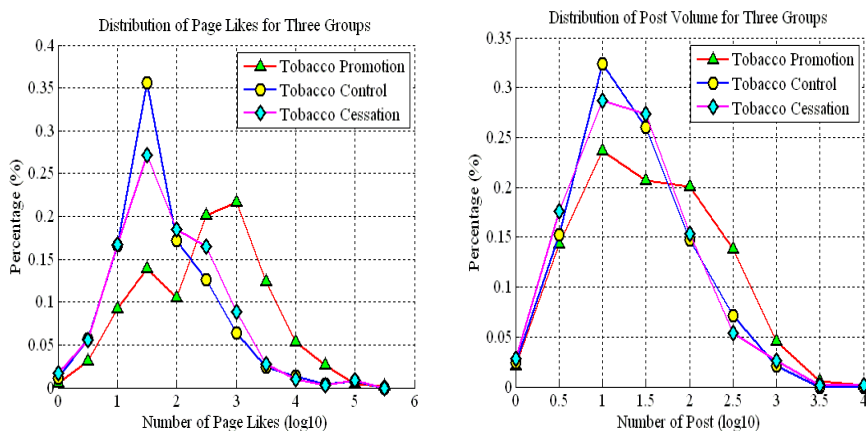 Distribution of Page Likes for Three Groups
0.4
0.35
0.3
0.25
0.2
0.15
0.1
0.05
0
Percentage (%)
Tobacco Promotion
Tobacco Control
Tobacco Cessation
0 1 2 3 4 5 6
Number of Page Likes (log10)
Distribution of Post Volume for Three Groups
0.35
0.3
0.25
0.2
0.15
0.1
0.05
0
Percentage (%)
Tobacco Promotion
Tobacco Control
Tobacco Cessation
0 0.5 1 1.5 2 2.5 3 3.5 4
Number of Post (log10)